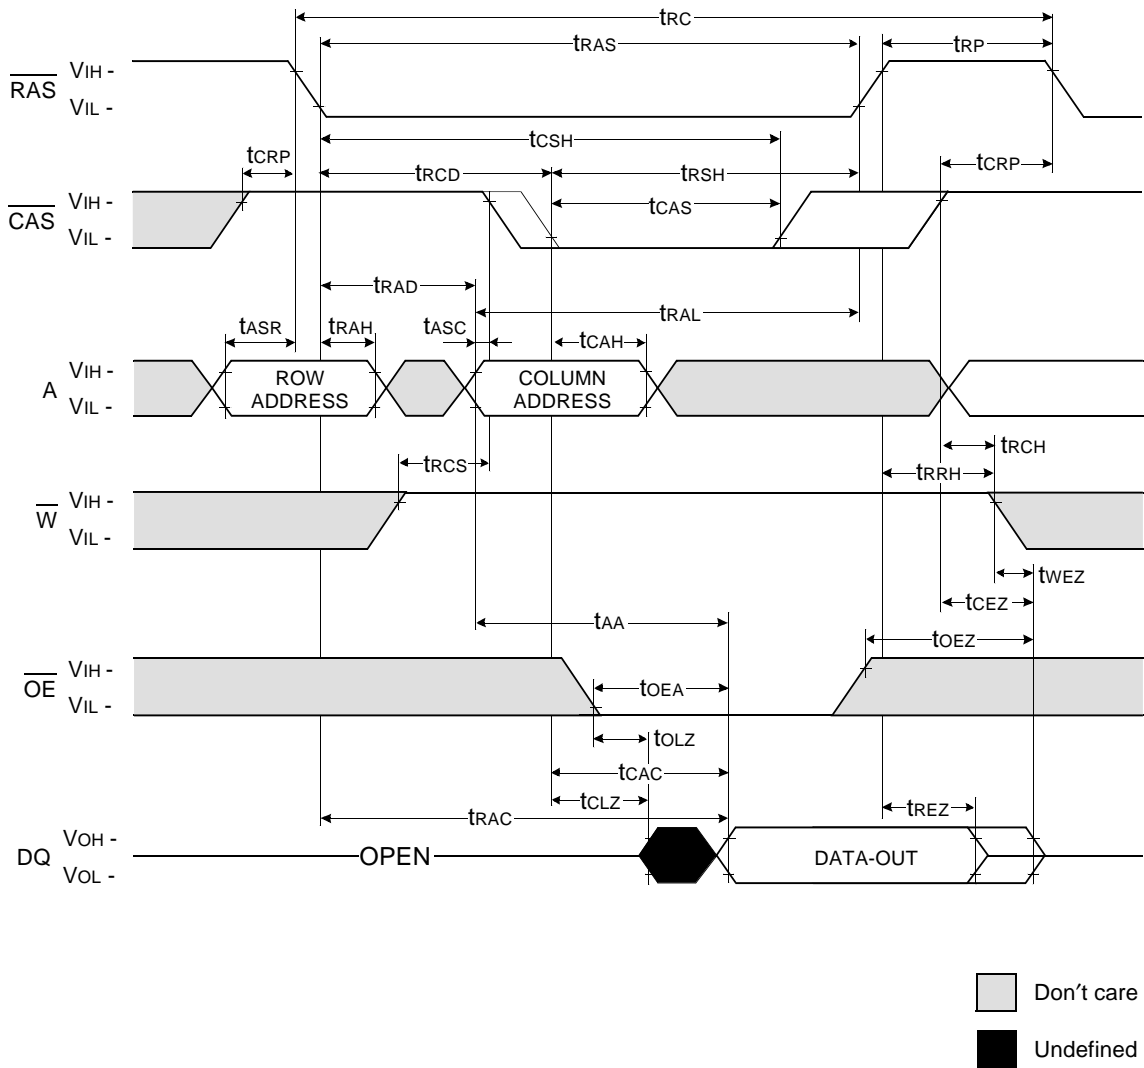 tRC
tRAS
tRP
RAS
VIH -
VIL -
tCSH
tCRP
tRCD
tRSH
tCRP
CAS
VIH -
VIL -
tCAS
tRAD
tRAL
tASR
tRAH
tASC
tCAH
A
VIH -
VIL -
ROW
ADDRESS
COLUMN
ADDRESS
tRCS
tRCH
tRRH
W
VIH -
VIL -
tWEZ
tCEZ
tAA
tOEZ
OE
VIH -
VIL -
tOEA
tOLZ
tCAC
tCLZ
tRAC
tREZ
DQ
VOH -
VOL -
OPEN
DATA-OUT
Don′t care
Undefined